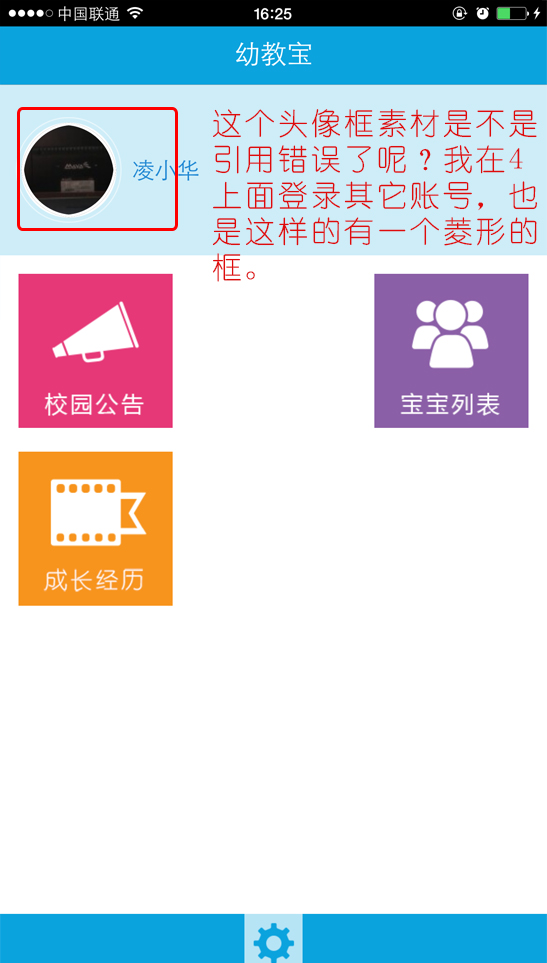 中国联通 16:25
幼教宝
凌小华
这个头像框素材是不是
引用错误了呢？我在4
上面登录其它账号，也
是这样的有一个菱形的
框。
校园公告
宝宝列表
成长经历